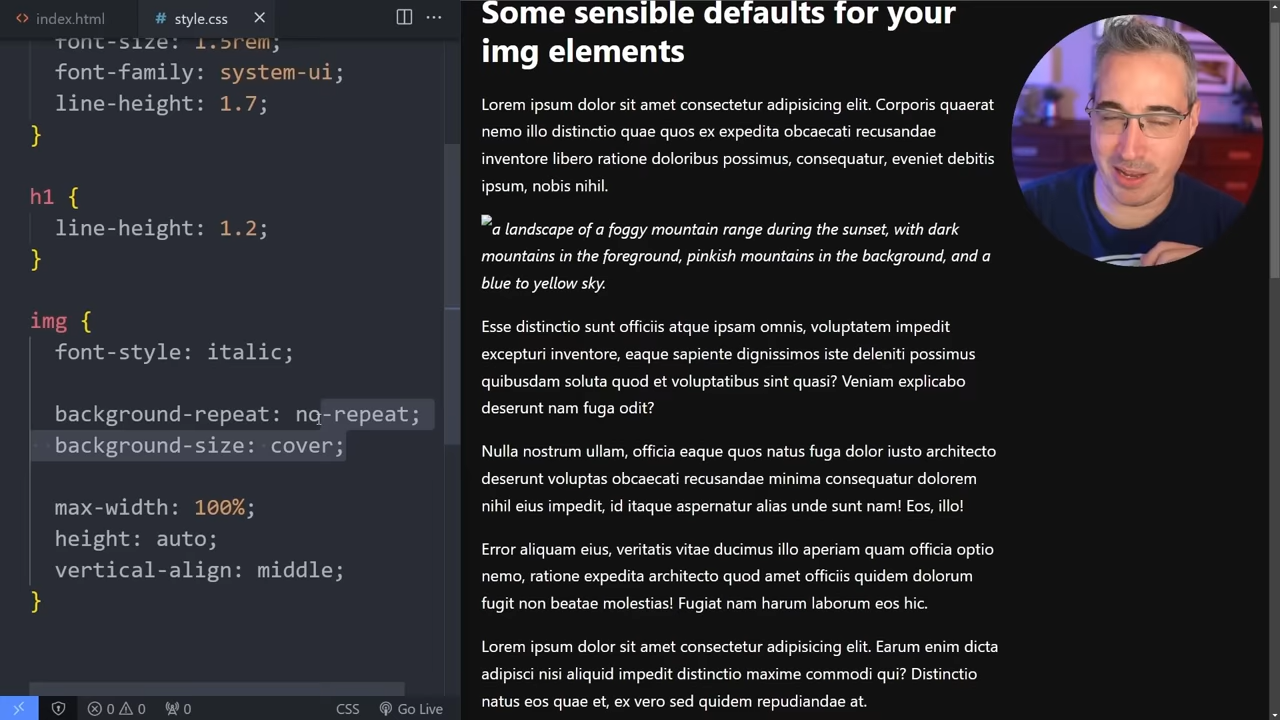 index.html
style.css
font-size: 1.5rem;
font-family: system-ui;
line-height: 1.7;
}
h1 {
line-height: 1.2;
}
img {
font-style: italic;
background-repeat: no-repeat;
background-size: cover;
max-width: 100%;
height: auto;
vertical-align: middle;
}
0 0 0
CSS
Go Live
Some sensible defaults for your
img elements
Lorem ipsum dolor sit amet consectetur adipisicing elit. Corporis quaerat
nemo illo distinctio quae quos ex expedita obcaecati recusandae
inventore libero ratione doloribus possimus, consequatur, eveniet debitis
ipsum, nobis nihil.
a landscape of a foggy mountain range during the sunset, with dark
mountains in the foreground, pinkish mountains in the background, and a
blue to yellow sky.
Esse distinctio sunt officiis atque ipsam omnis, voluptatem impedit
excepturi inventore, eaque sapiente dignissimos iste deleniti possimus
quibusdam soluta quod et voluptatibus sint quasi? Veniam explicabo
deserunt nam fuga odit?
Nulla nostrum ullam, officia eaque quos natus fuga dolor iusto architecto
deserunt voluptas obcaecati recusandae minima consequatur dolorem
nihil eius impedit, id itaque aspernatur alias unde sunt nam! Eos, illo!
Error aliquam eius, veritatis vitae ducimus illo aperiam quam officia optio
nemo, ratione expedita architecto quod amet officiis quidem dolorum
fugit non beatae molestias! Fugiat nam harum laborum eos hic.
Lorem ipsum dolor sit amet consectetur adipisicing elit. Earum enim dicta
adipisci nisi aliquid impedit distinctio maxime commodi qui? Distinctio
natus eos quae et, ex vero sed quidem repudiandae at.